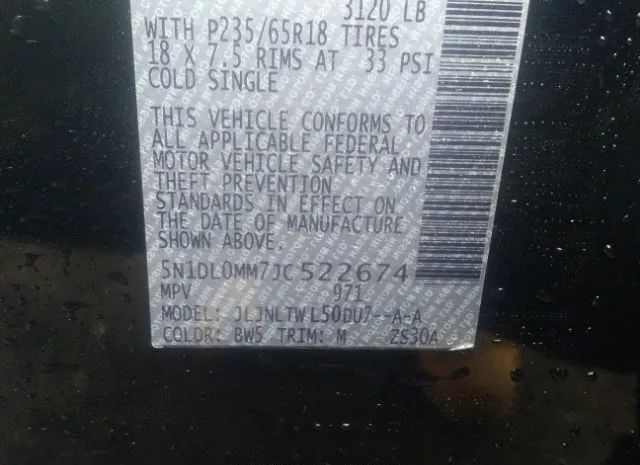 3120 LB
WITH P235/65R18 TIRES
18 X 7.5 RIMS AT 33 PSI
COLD SINGLE
THIS VEHICLE CONFORMS TO
ALL APPLICABLE FEDERAL
MOTOR VEHICLE SAFETY AND
THEFT PREVENTION
STANDARDS IN EFFECT ON
THE DATE OF MANUFACTURE
SHOWN ABOVE.
5N1DL0MM7JC522674
MPV 971
MODEL: JLJNLTWL50DU7--A-A
COLOR: BW5 TRIM: M ZS30A